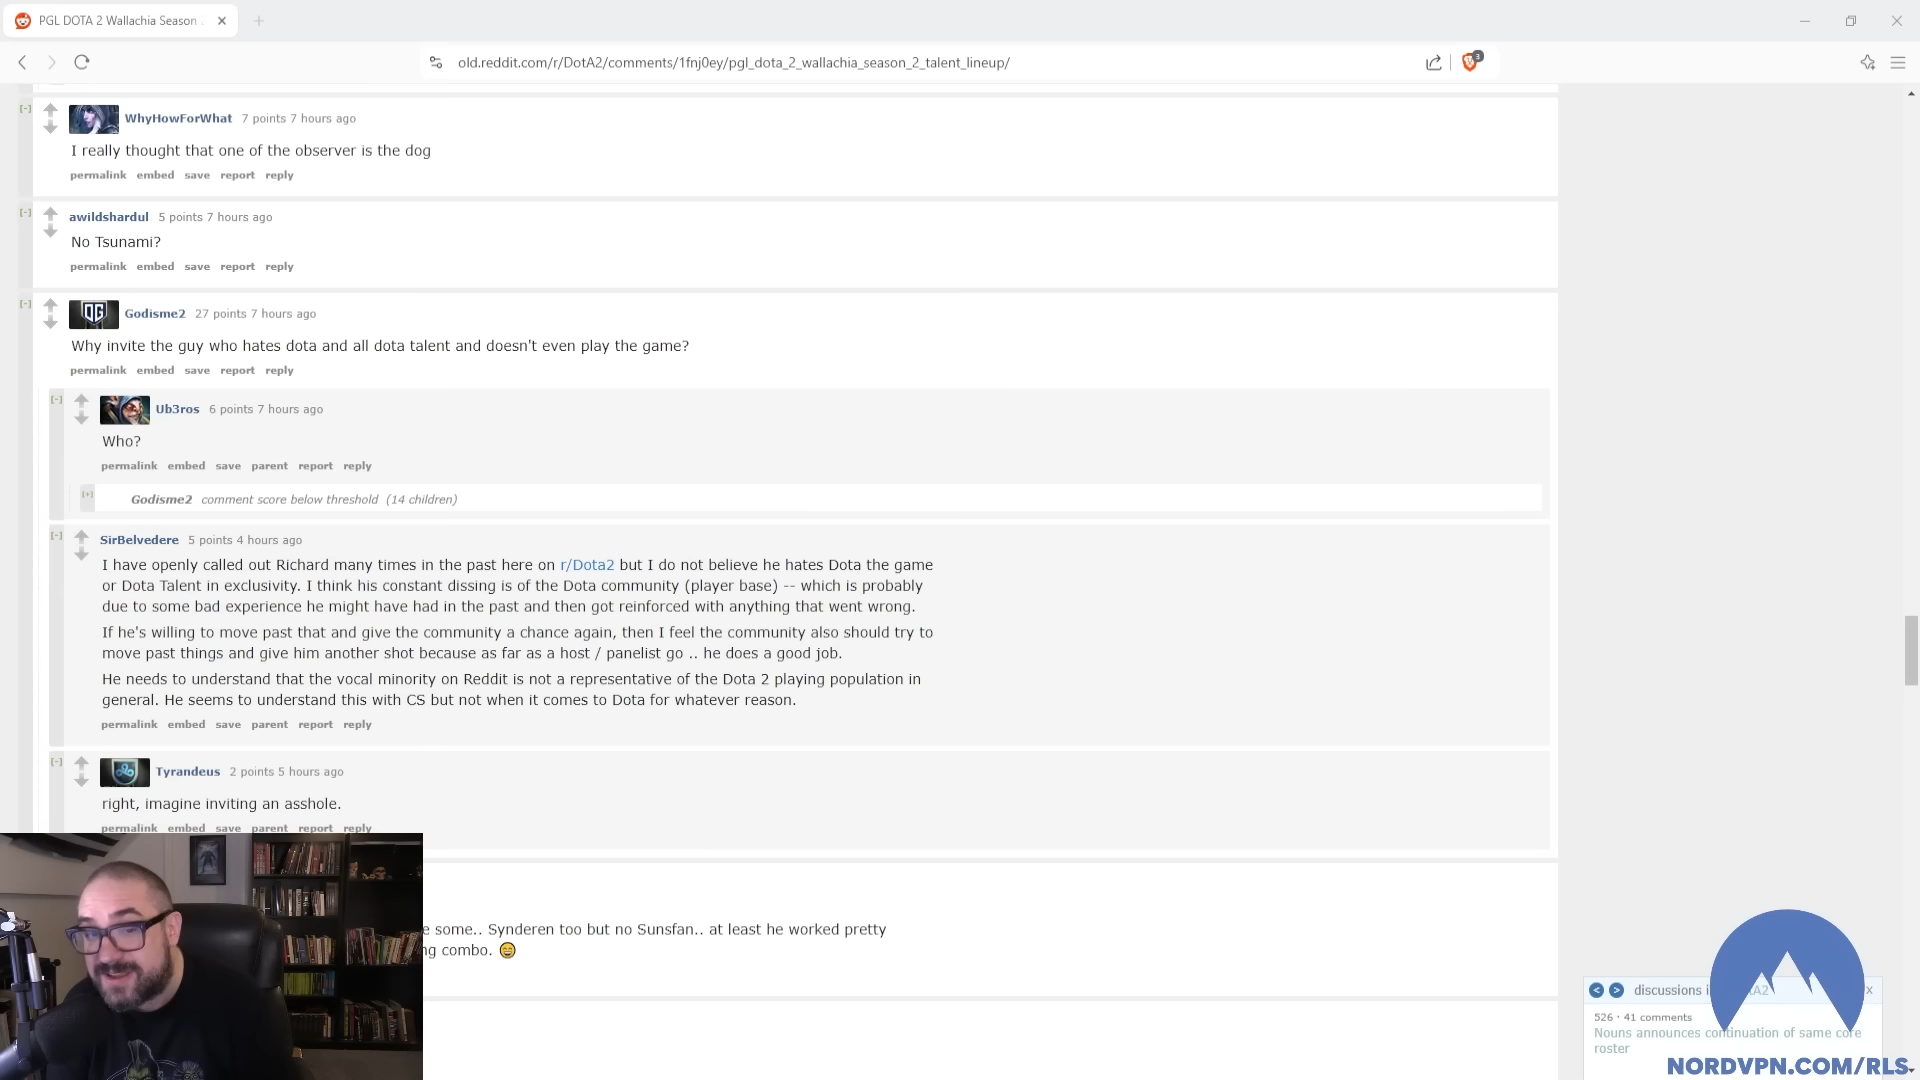 PGL DOTA 2 Wallachia Season
old.reddit.com/r/DotA2/comments/1fnj0ey/pgl_dota_2_wallachia_season_2_talent_lineup/
3
[-]
WhyHowForWhat 7 points 7 hours ago
I really thought that one of the observer is the dog
permalink embed save report reply
[-]
awildshardul 5 points 7 hours ago
No Tsunami?
permalink embed save report reply
[-]
Godisme2 27 points 7 hours ago
Why invite the guy who hates dota and all dota talent and doesn't even play the game?
permalink embed save report reply
[-]
Ub3ros 6 points 7 hours ago
Who?
permalink embed save parent report reply
[+]
Godisme2 comment score below threshold (14 children)
[-]
SirBelvedere 5 points 4 hours ago
I have openly called out Richard many times in the past here on r/Dota2 but I do not believe he hates Dota the game
or Dota Talent in exclusivity. I think his constant dissing is of the Dota community (player base) -- which is probably
due to some bad experience he might have had in the past and then got reinforced with anything that went wrong.
If he's willing to move past that and give the community a chance again, then I feel the community also should try to
move past things and give him another shot because as far as a host / panelist go .. he does a good job.
He needs to understand that the vocal minority on Reddit is not a representative of the Dota 2 playing population in
general. He seems to understand this with CS but not when it comes to Dota for whatever reason.
permalink embed save parent report reply
[-]
Tyrandeus 2 points 5 hours ago
right, imagine inviting an asshole.
permalink embed save parent report reply
e some.. Synderen too but no Sunsfan.. at least he worked pretty
ng combo. 😄
< > discussions i A2 x
526 · 41 comments
Nouns announces continuation of same core
roster
NORDVPN.COM/RLS